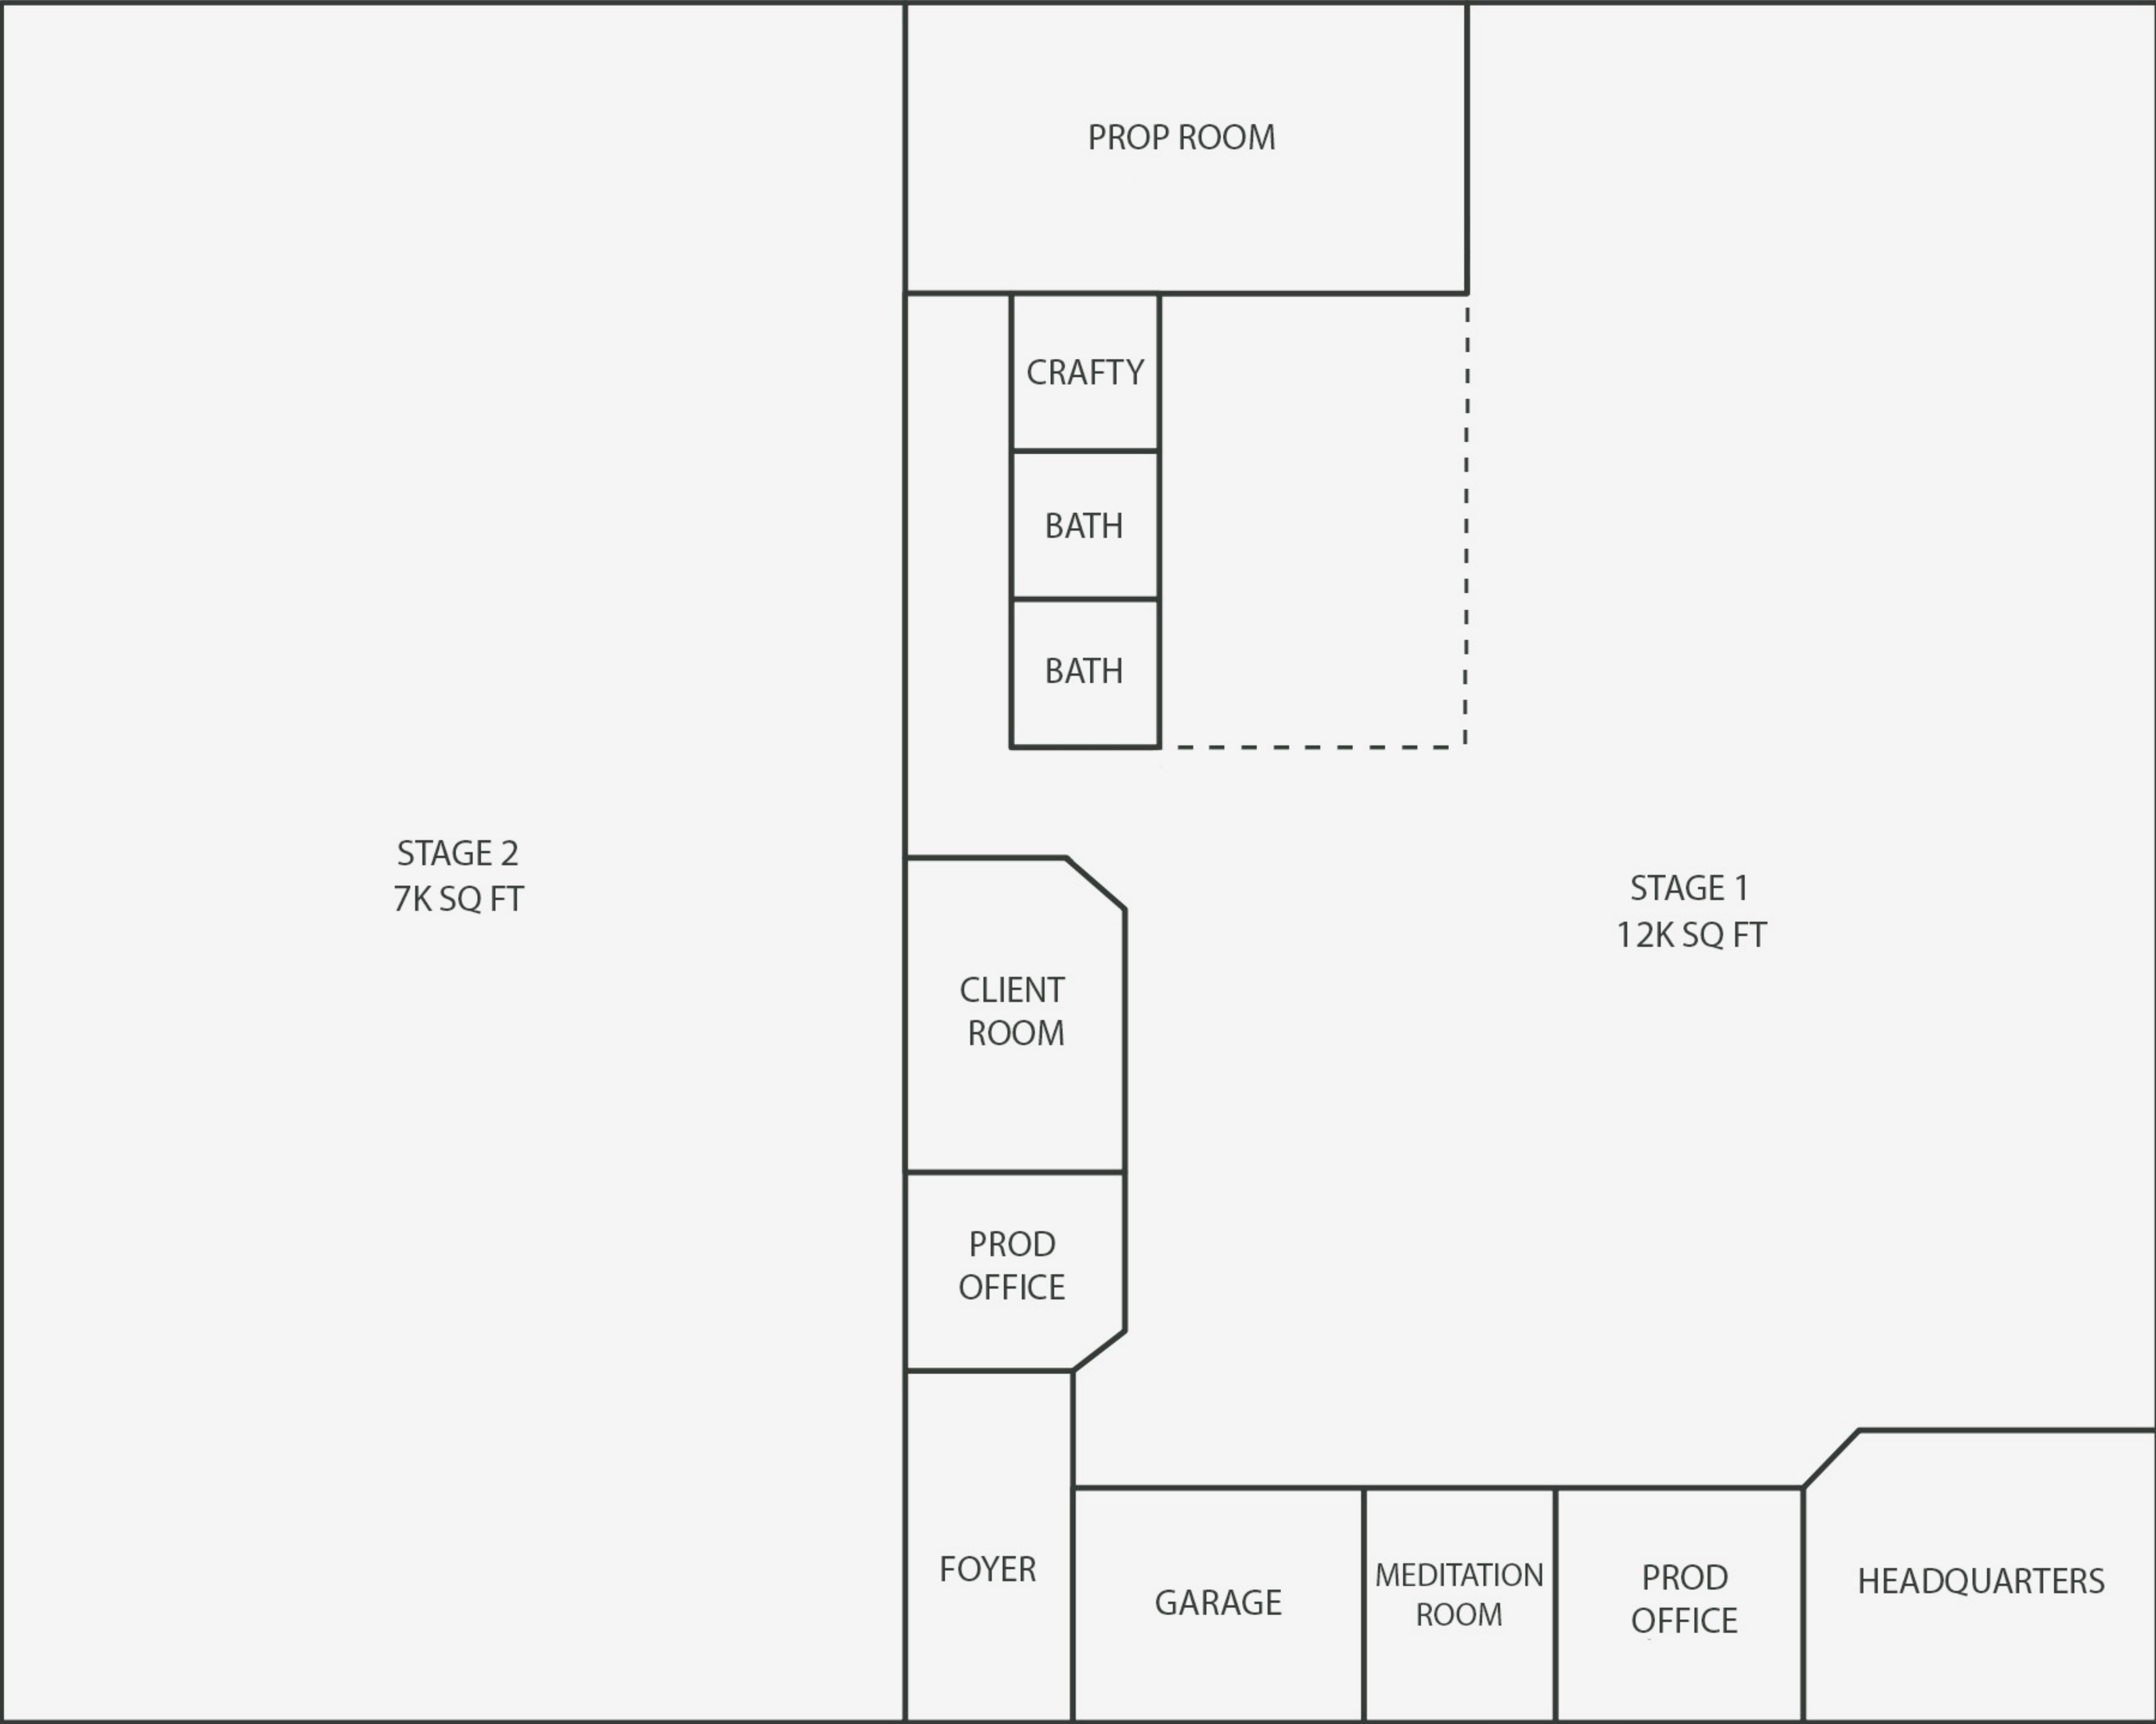 PROP ROOM
CRAFTY
BATH
BATH
STAGE 2
7K SQ FT
STAGE 1
12K SQ FT
CLIENT
ROOM
PROD
OFFICE
FOYER
GARAGE
MEDITATION
ROOM
PROD
OFFICE
HEADQUARTERS